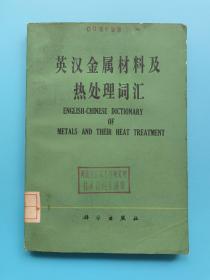 英汉金属材料及
热处理词汇
ENGLISH-CHINESE DICTIONARY
OF
METALS AND THEIR HEAT TREATMENT
科学出版社